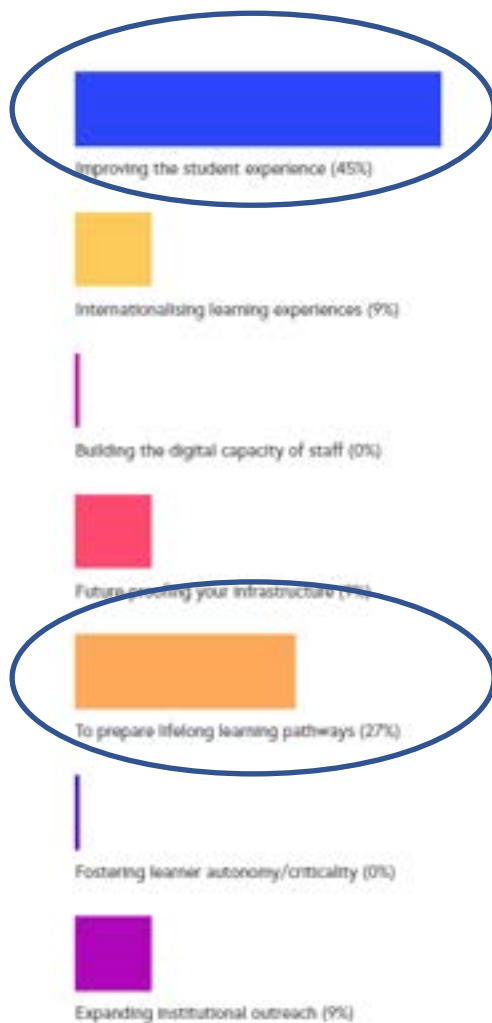 Improving the student experience (45%)
Internationalising learning experiences (9%)
Building the digital capacity of staff (0%)
Future proofing your infrastructure (9%)
To prepare lifelong learning pathways (27%)
Fostering learner autonomy/criticality (0%)
Expanding institutional outreach (9%)